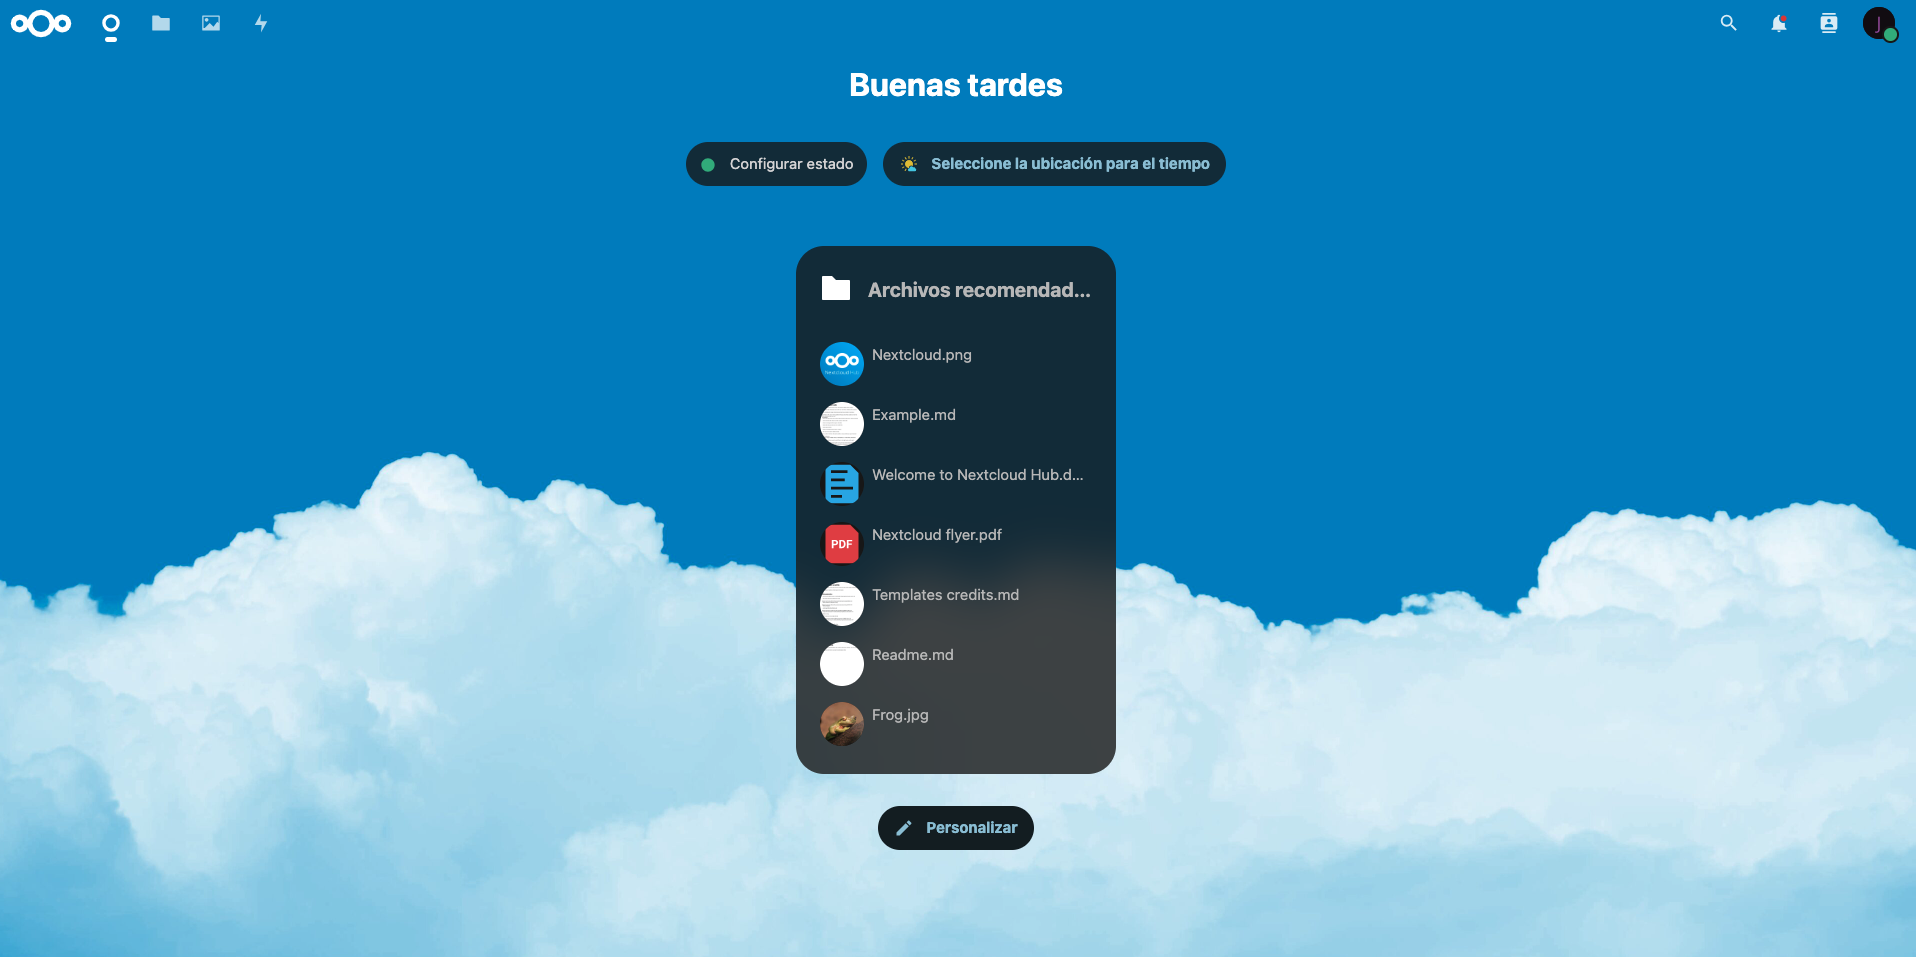 J
Buenas tardes
Configurar estado
Seleccione la ubicación para el tiempo
Archivos recomendad...
Nextcloud.png
Example.md
Welcome to Nextcloud Hub.d...
PDF
Nextcloud flyer.pdf
Templates credits.md
Readme.md
Frog.jpg
Personalizar